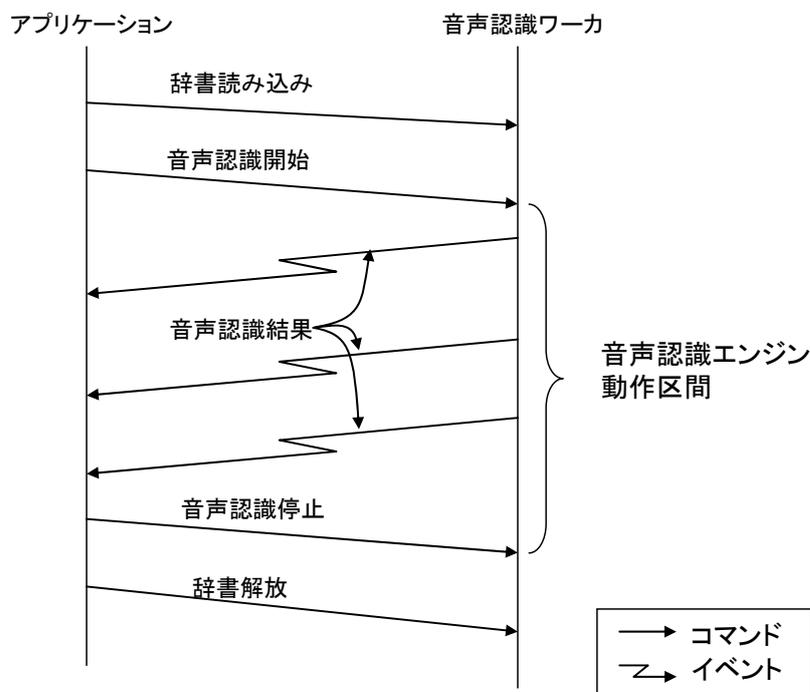 アプリケーション
音声認識ワーカ
辞書読み込み
音声認識開始
音声認識結果
音声認識エンジン
動作区間
音声認識停止
辞書解放
コマンド
イベント